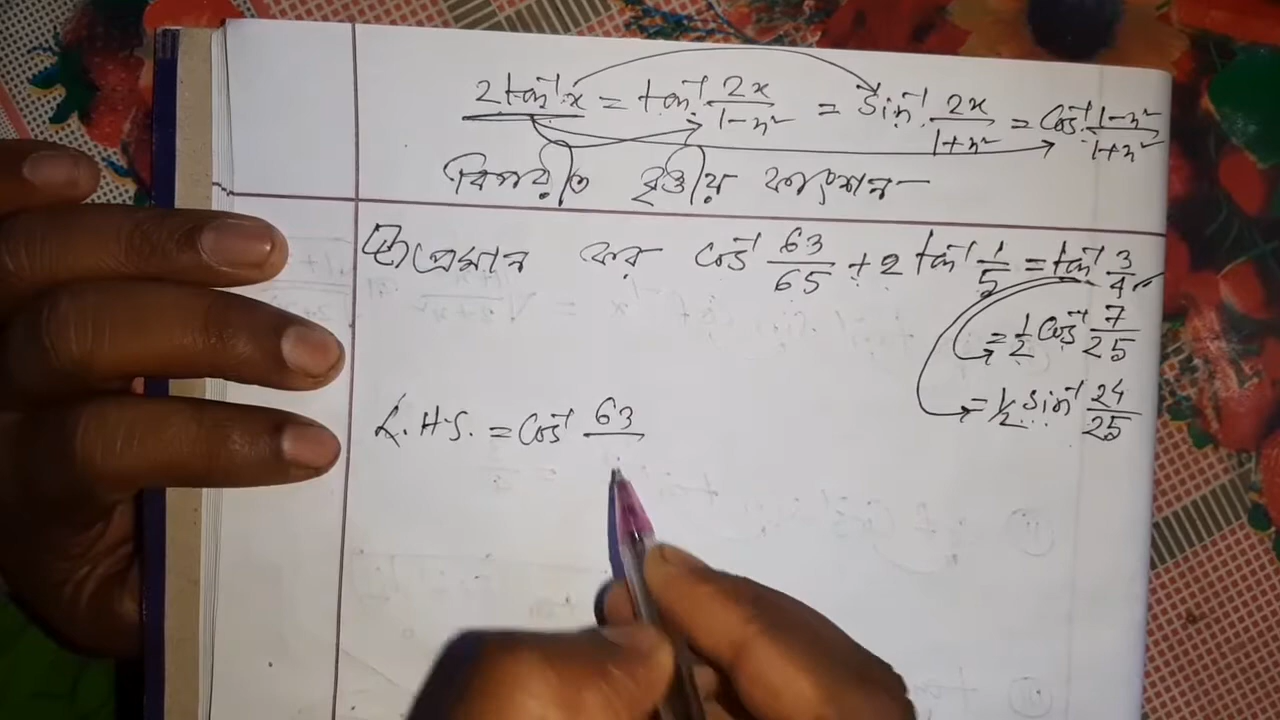 2tan⁻¹x = tan⁻¹ 2x/1-x² = Sin⁻¹ 2x/1+x² = Cos⁻¹ 1-x²/1+x²
বিপরীত বৃত্তীয় ফাংশন—
প্রমান কর cos⁻¹ 63/65 + 2 tan⁻¹ 1/5 = tan⁻¹ 3/4
= 1/2 Cos⁻¹ 7/25
= 1/2 Sin⁻¹ 24/25
L.H.S. = Cos⁻¹ 63